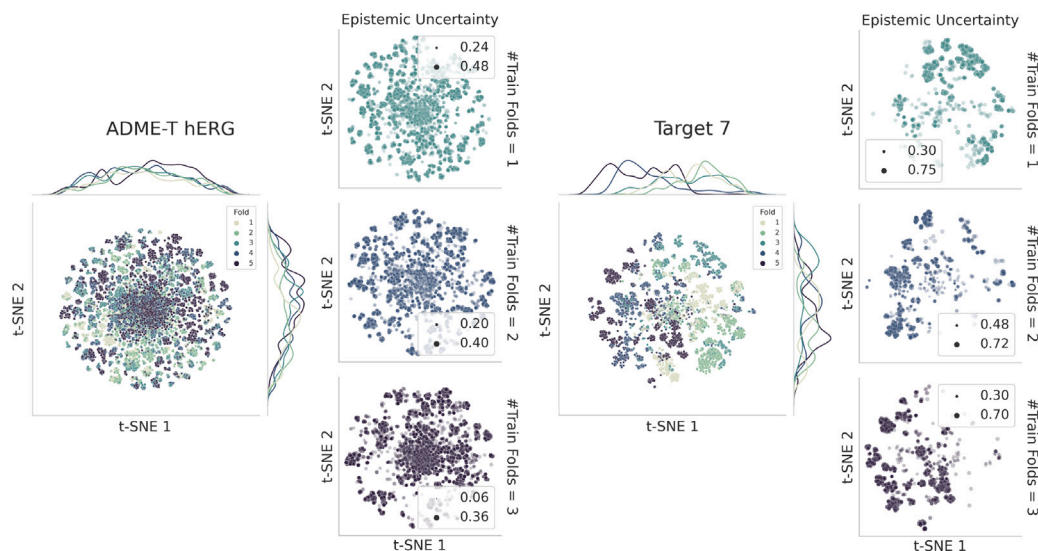 ADME-T hERG
t-SNE 2
t-SNE 1
Fold
1
2
3
4
5
Epistemic Uncertainty
t-SNE 2
0.24
0.48
#Train Folds = 1
t-SNE 2
0.20
0.40
#Train Folds = 2
t-SNE 2
0.06
0.36
#Train Folds = 3
t-SNE 1
Target 7
t-SNE 2
t-SNE 1
Fold
1
2
3
4
5
Epistemic Uncertainty
t-SNE 2
0.30
0.75
#Train Folds = 1
t-SNE 2
0.48
0.72
#Train Folds = 2
t-SNE 2
0.30
0.70
#Train Folds = 3
t-SNE 1